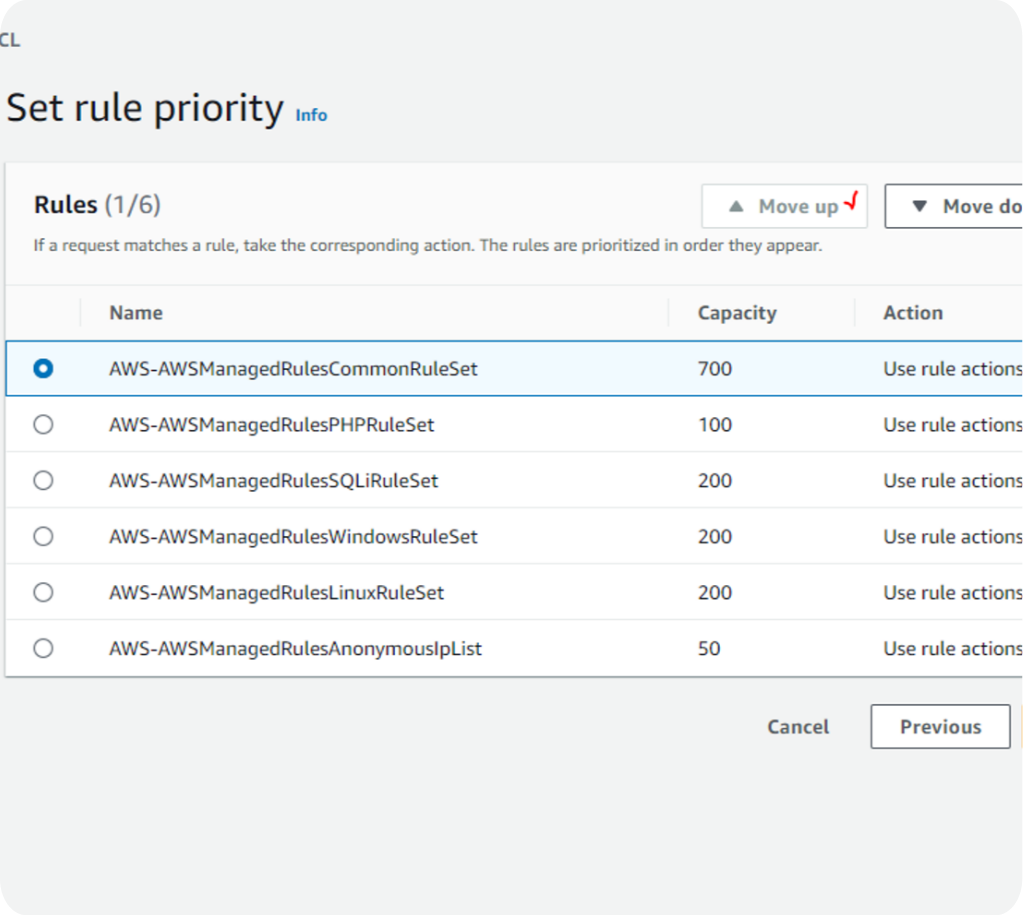 CL
Set rule priority Info
Rules (1/6)
▲ Move up
▼ Move do
If a request matches a rule, take the corresponding action. The rules are prioritized in order they appear.
Name Capacity Action
AWS-AWSManagedRulesCommonRuleSet 700 Use rule actions
AWS-AWSManagedRulesPHPRuleSet 100 Use rule actions
AWS-AWSManagedRulesSQLiRuleSet 200 Use rule actions
AWS-AWSManagedRulesWindowsRuleSet 200 Use rule actions
AWS-AWSManagedRulesLinuxRuleSet 200 Use rule actions
AWS-AWSManagedRulesAnonymousIpList 50 Use rule actions
Cancel Previous